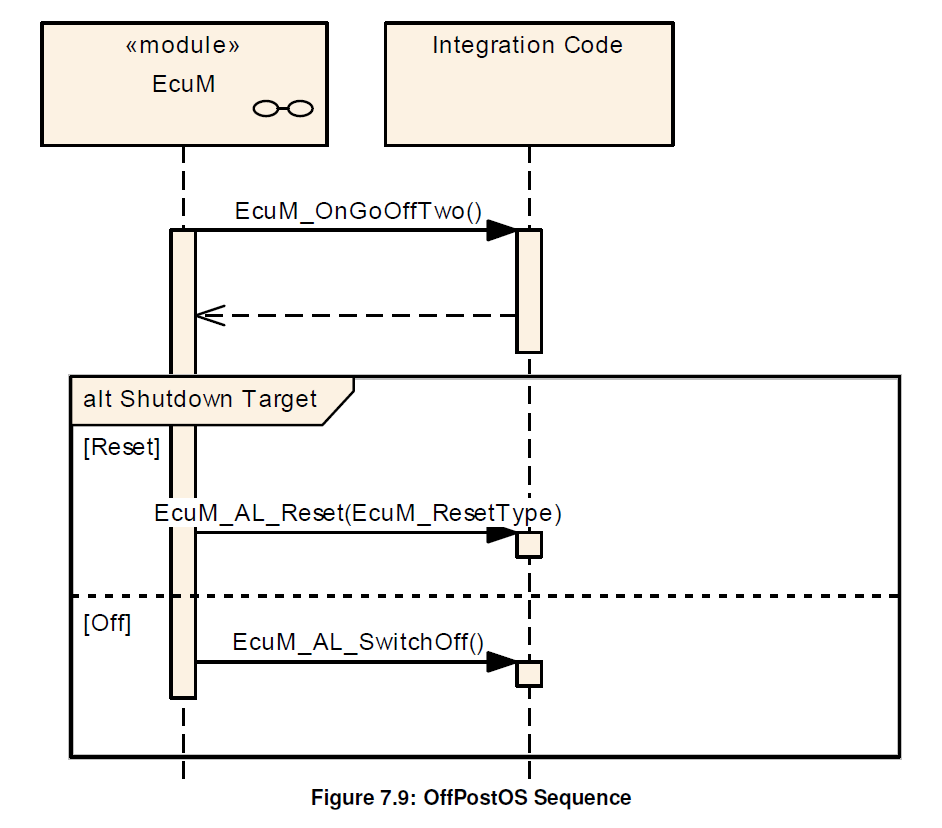 «module»
EcuM
Integration Code
EcuM_OnGoOffTwo()
alt Shutdown Target
[Reset]
EcuM_AL_Reset(EcuM_ResetType)
[Off]
EcuM_AL_SwitchOff()
Figure 7.9: OffPostOS Sequence